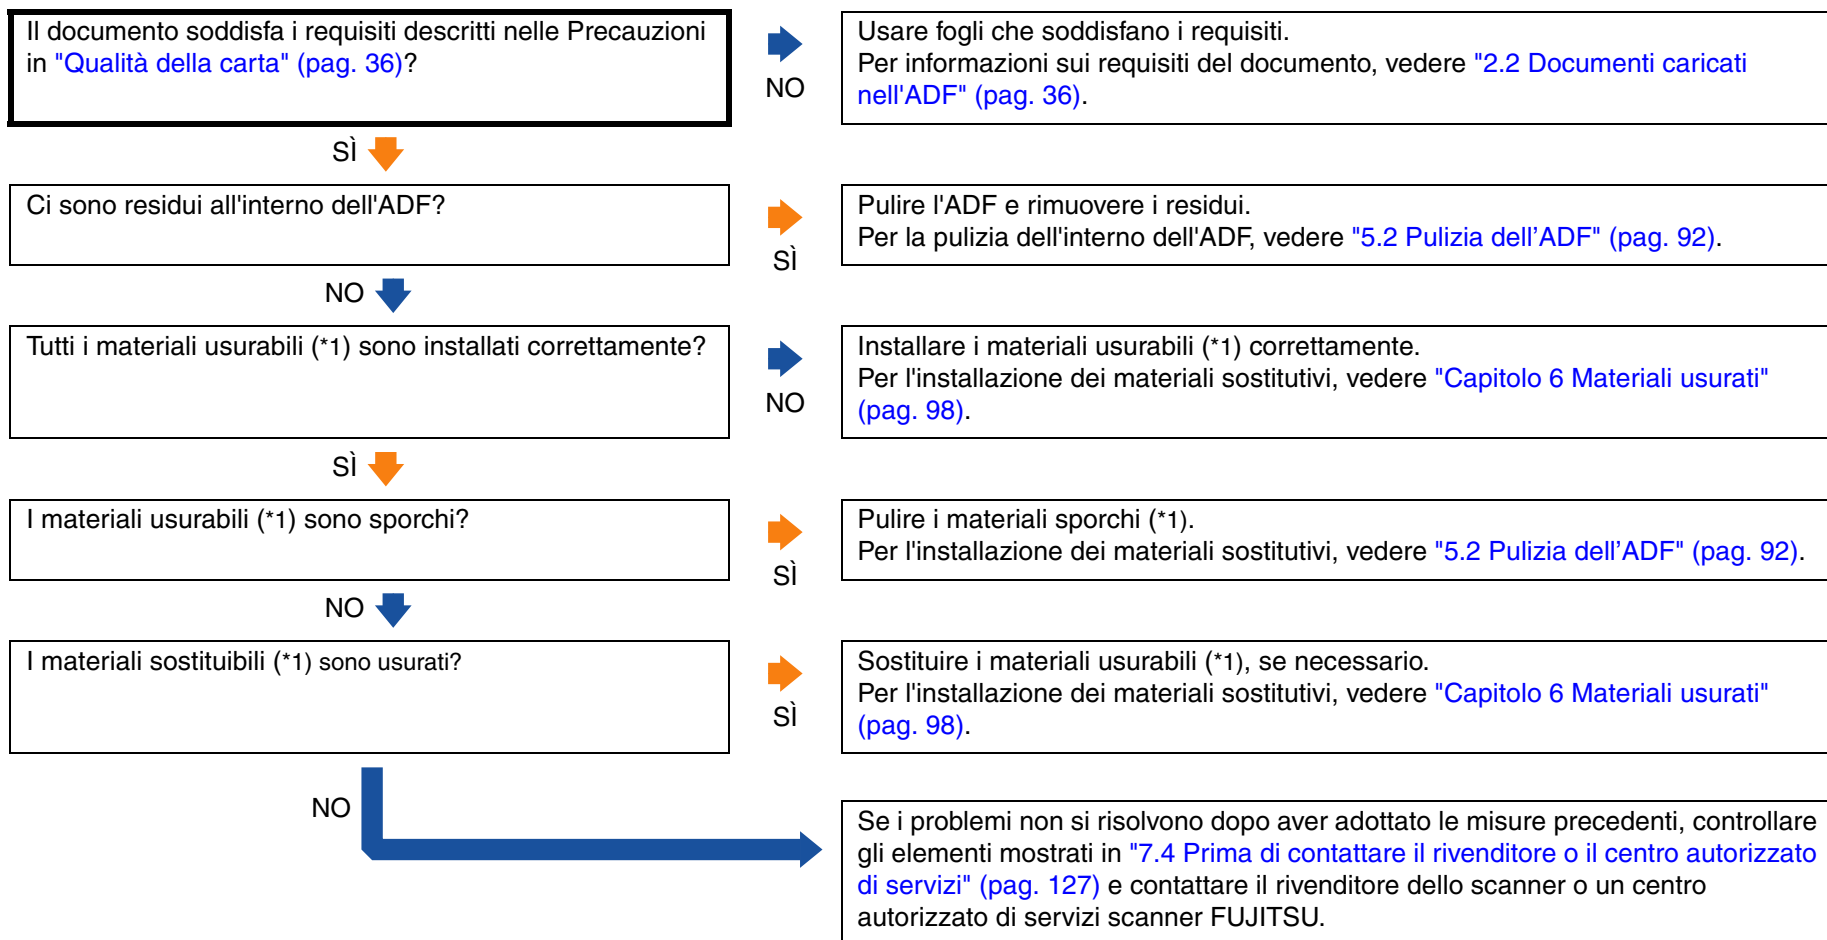 Il documento soddisfa i requisiti descritti nelle Precauzioni
in "Qualità della carta" (pag. 36)?
NO
Usare fogli che soddisfano i requisiti.
Per informazioni sui requisiti del documento, vedere "2.2 Documenti caricati
nell'ADF" (pag. 36).
SÌ
Ci sono residui all'interno dell'ADF?
SÌ
Pulire l'ADF e rimuovere i residui.
Per la pulizia dell'interno dell'ADF, vedere "5.2 Pulizia dell’ADF" (pag. 92).
NO
Tutti i materiali usurabili (*1) sono installati correttamente?
NO
Installare i materiali usurabili (*1) correttamente.
Per l'installazione dei materiali sostitutivi, vedere "Capitolo 6 Materiali usurati"
(pag. 98).
SÌ
I materiali usurabili (*1) sono sporchi?
SÌ
Pulire i materiali sporchi (*1).
Per l'installazione dei materiali sostitutivi, vedere "5.2 Pulizia dell’ADF" (pag. 92).
NO
I materiali sostituibili (*1) sono usurati?
SÌ
Sostituire i materiali usurabili (*1), se necessario.
Per l'installazione dei materiali sostitutivi, vedere "Capitolo 6 Materiali usurati"
(pag. 98).
NO
Se i problemi non si risolvono dopo aver adottato le misure precedenti, controllare
gli elementi mostrati in "7.4 Prima di contattare il rivenditore o il centro autorizzato
di servizi" (pag. 127) e contattare il rivenditore dello scanner o un centro
autorizzato di servizi scanner FUJITSU.